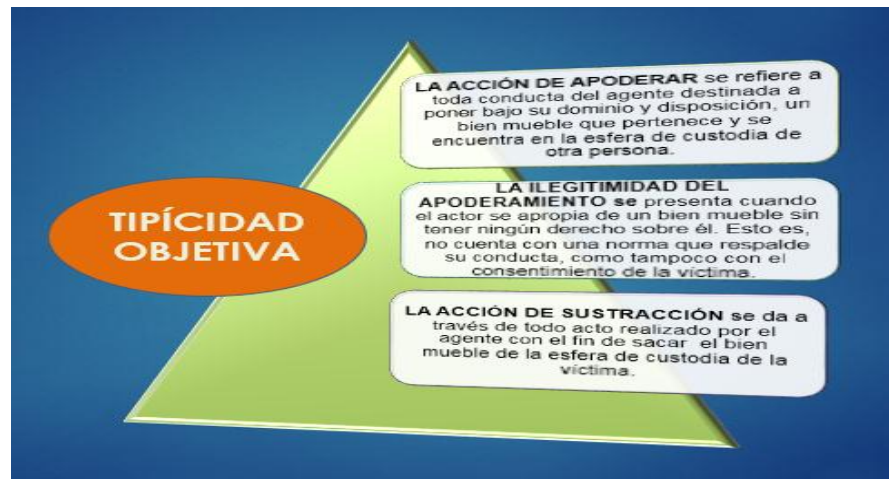 TIPÍCIDAD
OBJETIVA
LA ACCIÓN DE APODERAR se refiere a
toda conducta del agente destinada a
poner bajo su dominio y disposición, un
bien mueble que pertenece y se
encuentra en la esfera de custodia de
otra persona.
LA ILEGITIMIDAD DEL
APODERAMIENTO se presenta cuando
el actor se apropia de un bien mueble sin
tener ningún derecho sobre él. Esto es,
no cuenta con una norma que respalde
su conducta, como tampoco con el
consentimiento de la víctima.
LA ACCIÓN DE SUSTRACCIÓN se da a
través de todo acto realizado por el
agente con el fin de sacar el bien
mueble de la esfera de custodia de la
víctima.